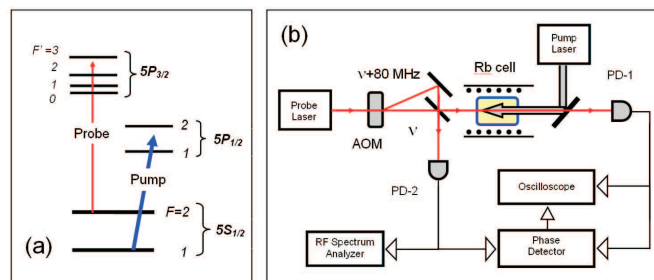 (a)
F'=3
2
1
0
5P3/2
Probe
2
1
5P1/2
Pump
F=2
1
5S1/2
(b)
Pump
Laser
Rb cell
PD-1
ν+80 MHz
Probe
Laser
AOM
ν
PD-2
Oscilloscope
RF Spectrum
Analyzer
Phase
Detector